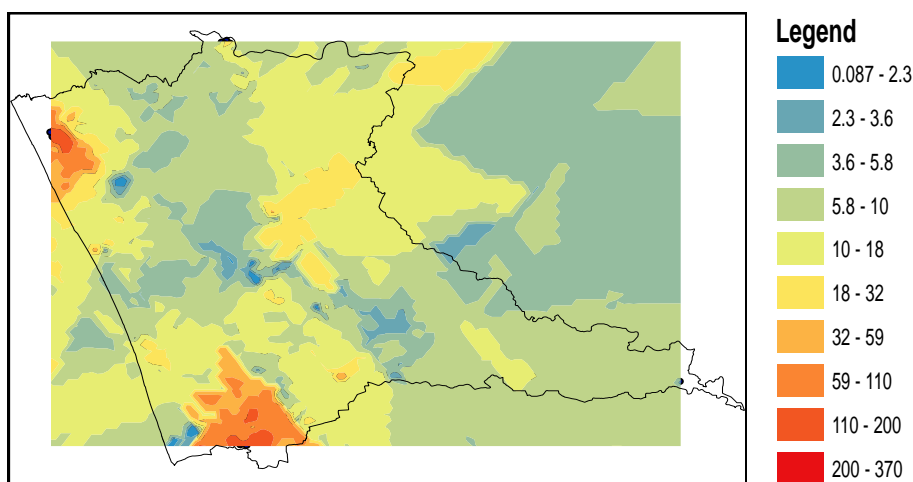 Legend
0.087 - 2.3
2.3 - 3.6
3.6 - 5.8
5.8 - 10
10 - 18
18 - 32
32 - 59
59 - 110
110 - 200
200 - 370